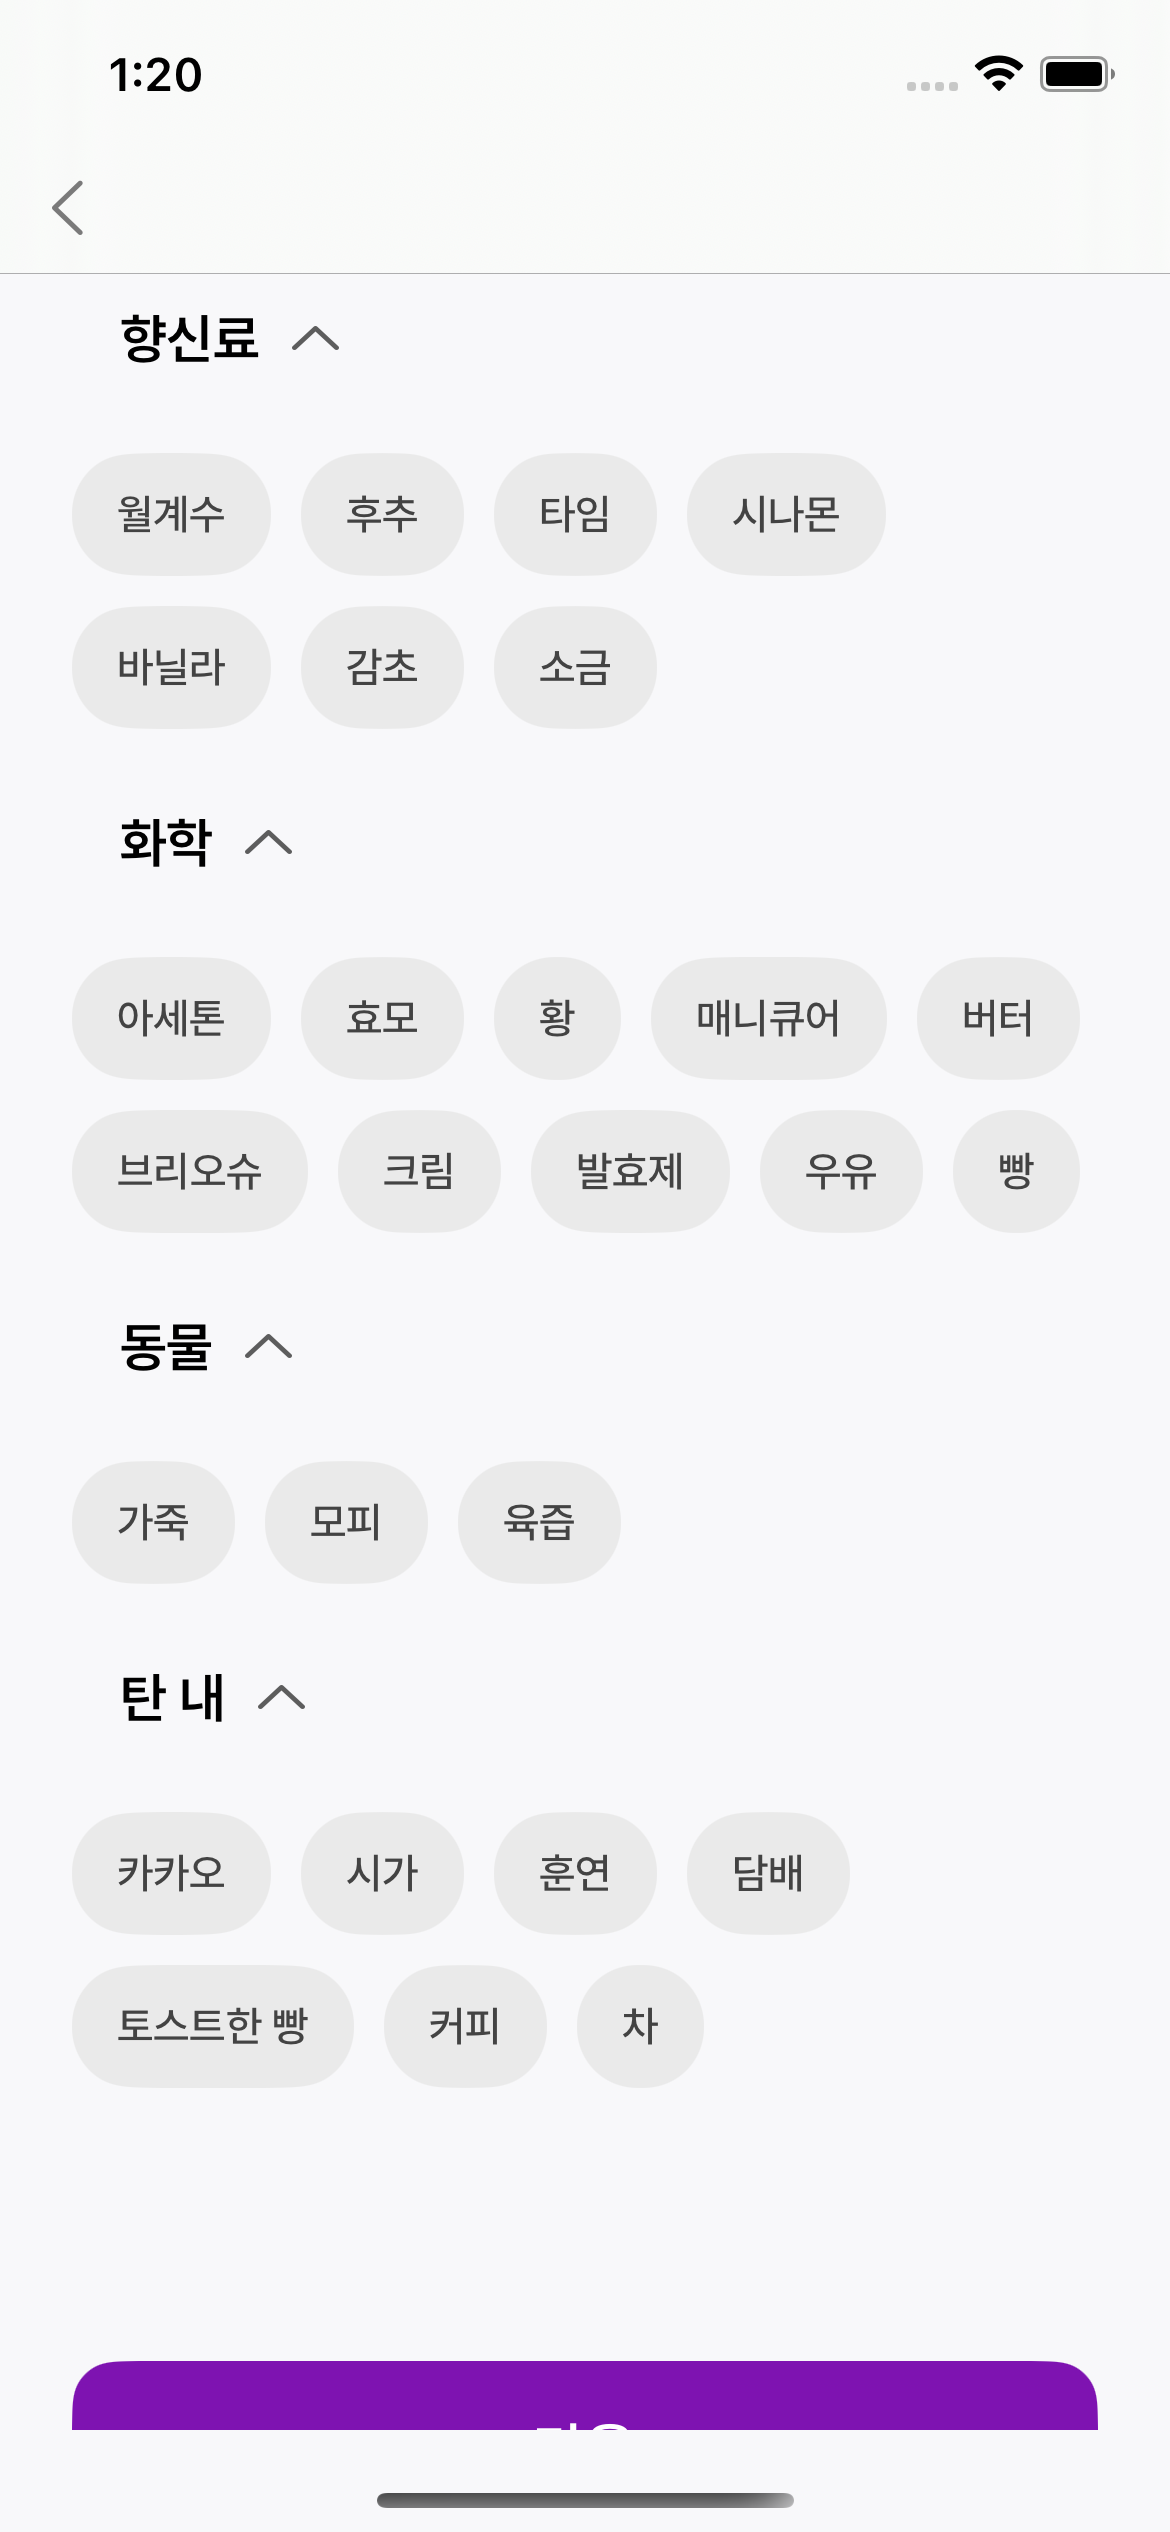 1:20
향신료
월계수 후추 타임 시나몬
바닐라 감초 소금
화학
아세톤 효모 황 매니큐어 버터
브리오슈 크림 발효제 우유 빵
동물
가죽 모피 육즙
탄 내
카카오 시가 훈연 담배
토스트한 빵 커피 차